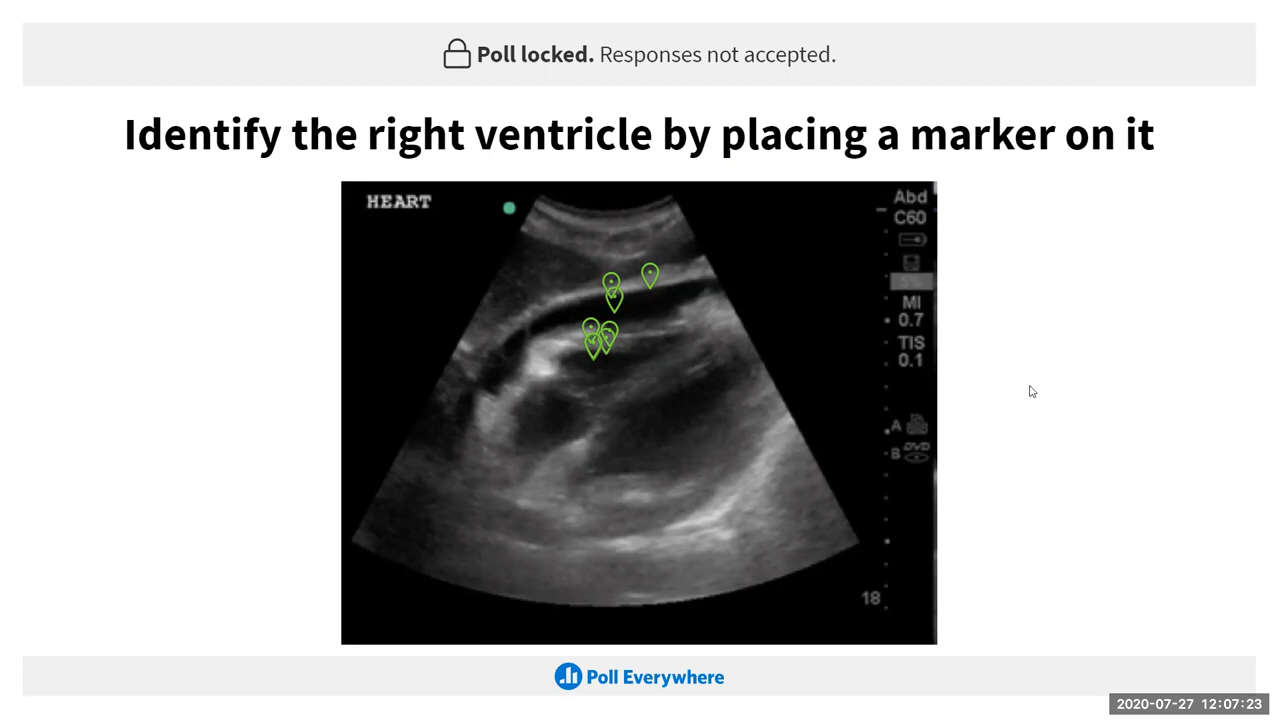 Poll locked. Responses not accepted.
Identify the right ventricle by placing a marker on it
HEART
Abd
C60
MI
0.7
TIS
0.1
A
DVD
B
18
Poll Everywhere
2020-07-27 12:07:23